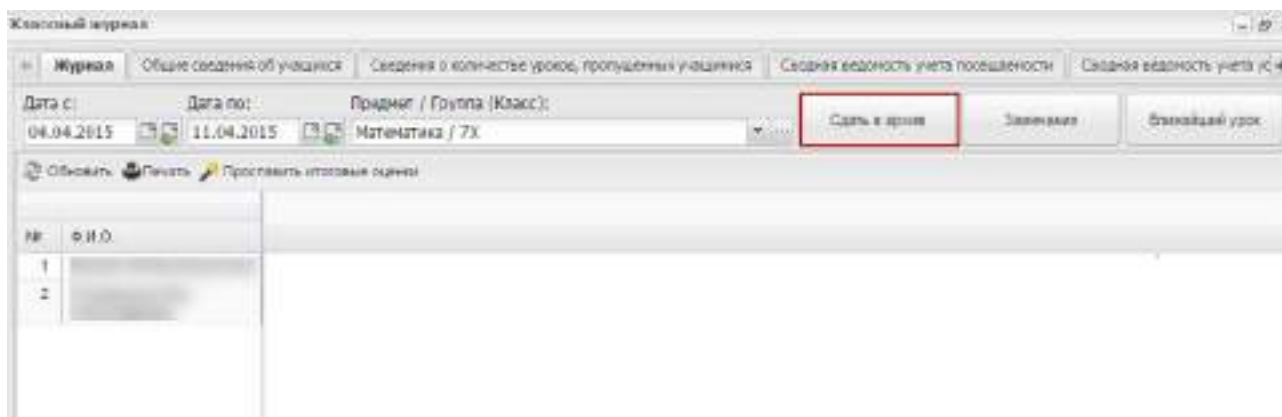 Классный журнал
Журнал Общие сведения об учащихся Сведения о количестве уроков, пропущенных учащимися Сводная ведомость учета посещаемости Сводная ведомость учета ус
Дата с: Дата по: Предмет / Группа (Класс):
04.04.2015 11.04.2015 Математика / 7X Сдать в архив Замечания Ближайший урок
Обновить Печать Проставить итоговые оценки
№ Ф.И.О.
1
2